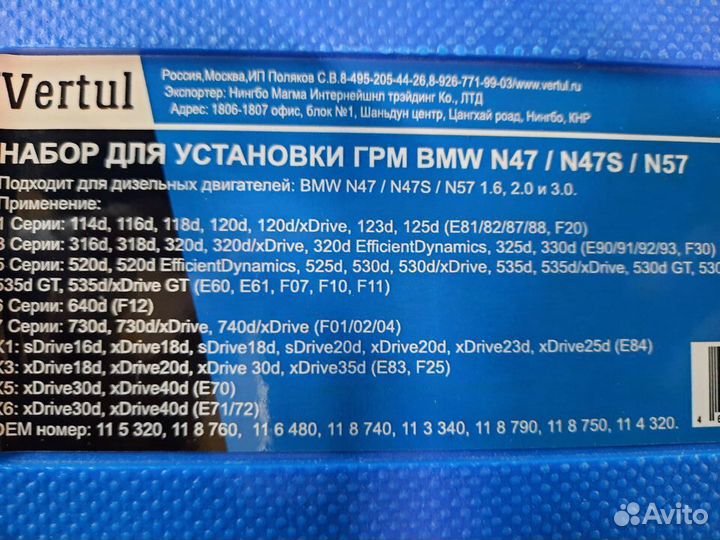 Vertul
Россия,Москва,ИП Поляков С.В.8-495-205-44-26,8-926-771-99-03/www.vertul.ru
Экспортер: Нингбо Магма Интернейшнл трэйдинг Ко., ЛТД
Адрес: 1806-1807 офис, блок №1, Шаньдун центр, Цангхай роад, Нингбо, КНР
НАБОР ДЛЯ УСТАНОВКИ ГРМ BMW N47 / N47S / N57
Подходит для дизельных двигателей: BMW N47 / N47S / N57 1.6, 2.0 и 3.0.
Применение:
1 Серии: 114d, 116d, 118d, 120d, 120d/xDrive, 123d, 125d (E81/82/87/88, F20)
3 Серии: 316d, 318d, 320d, 320d/xDrive, 320d EfficientDynamics, 325d, 330d (E90/91/92/93, F30)
5 Серии: 520d, 520d EfficientDynamics, 525d, 530d, 530d/xDrive, 535d, 535d/xDrive, 530d GT, 530
535d GT, 535d/xDrive GT (E60, E61, F07, F10, F11)
6 Серии: 640d (F12)
7 Серии: 730d, 730d/xDrive, 740d/xDrive (F01/02/04)
X1: sDrive16d, xDrive18d, sDrive18d, sDrive20d, xDrive20d, xDrive23d, xDrive25d (E84)
X3: xDrive18d, xDrive20d, xDrive 30d, xDrive35d (E83, F25)
X5: xDrive30d, xDrive40d (E70)
X6: xDrive30d, xDrive40d (E71/72)
OEM номер: 11 5 320, 11 8 760, 11 6 480, 11 8 740, 11 3 340, 11 8 790, 11 8 750, 11 4 320.
4
Avito